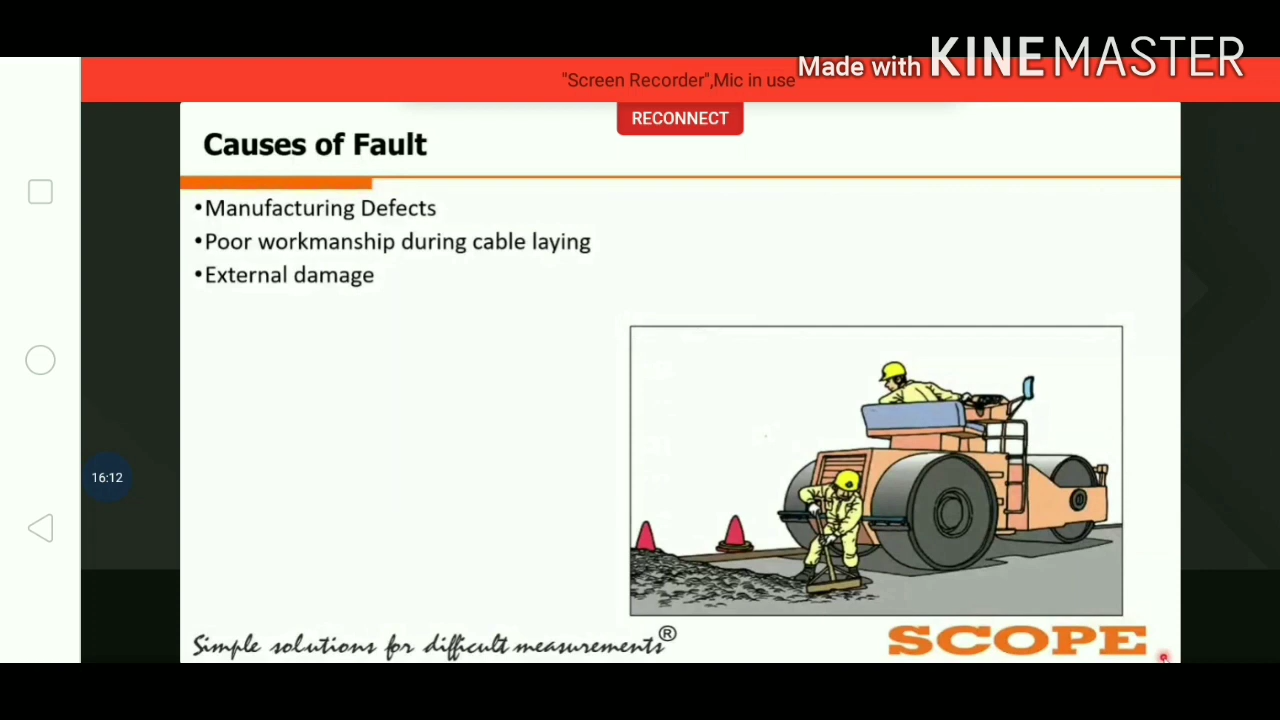 Made with KINEMASTER
"Screen Recorder",Mic in use
RECONNECT
Causes of Fault
•Manufacturing Defects
•Poor workmanship during cable laying
•External damage
16:12
Simple solutions for difficult measurements®
SCOPE